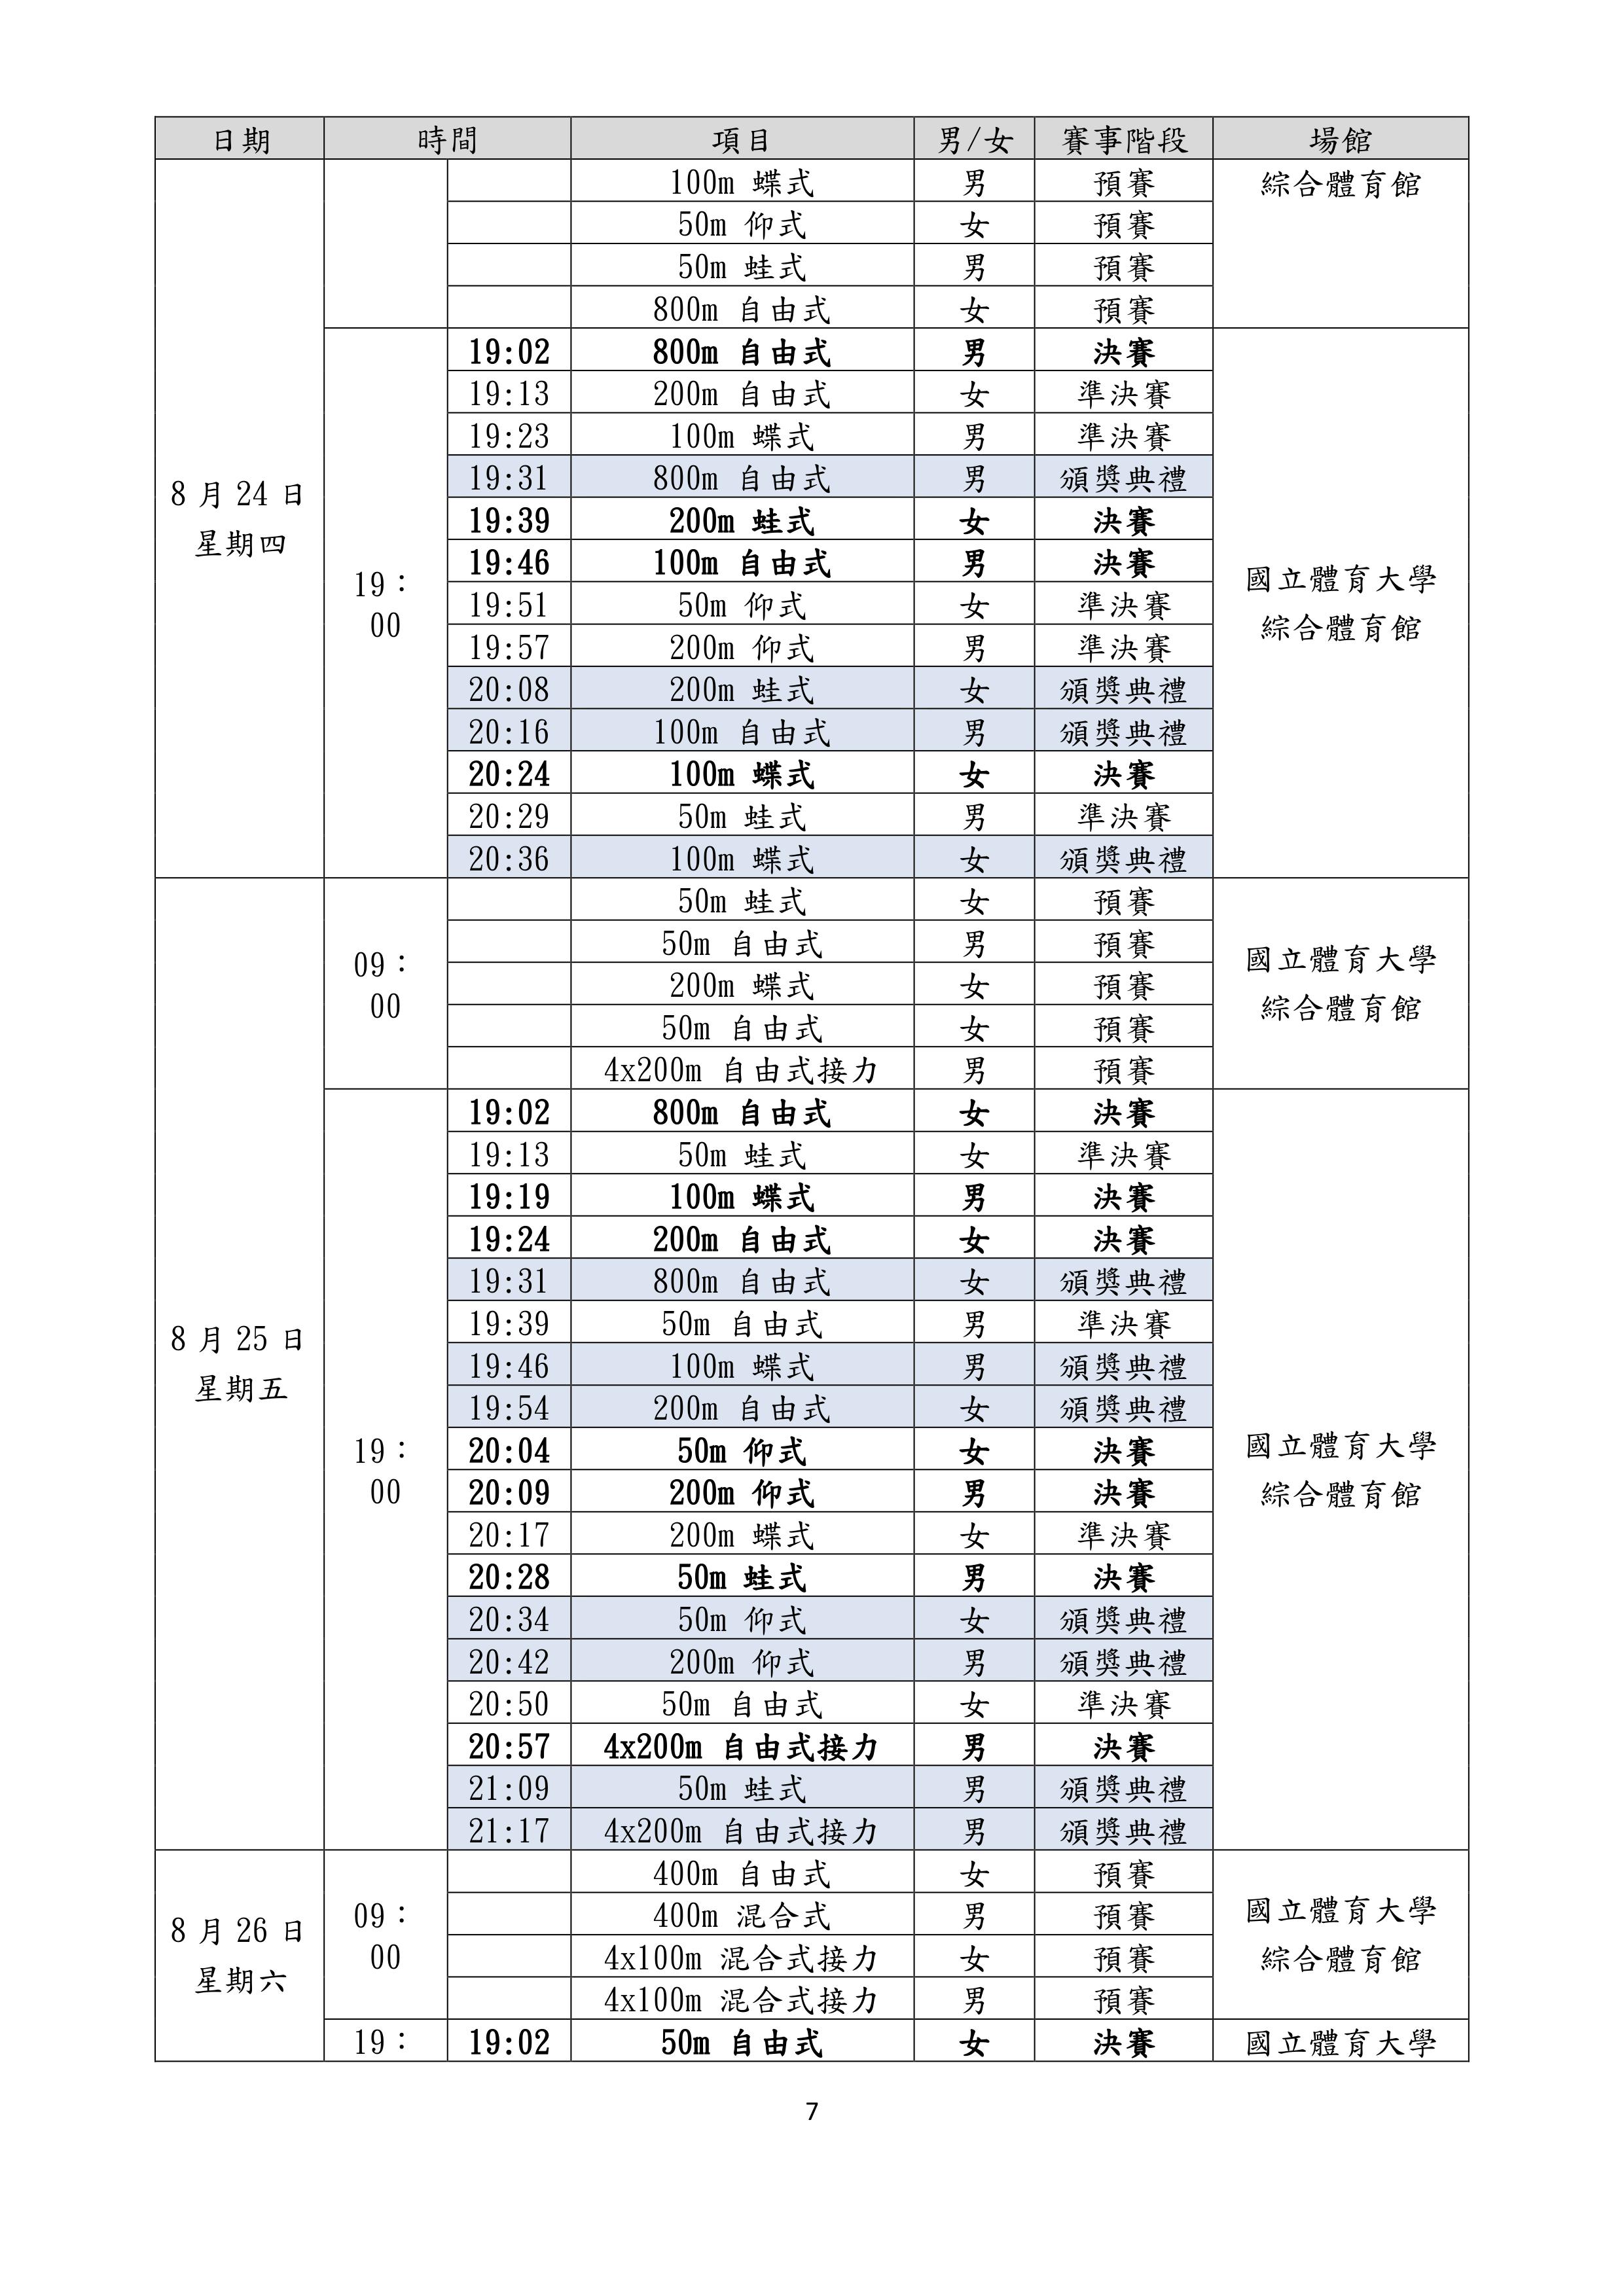 日期 時間 項目 男/女 賽事階段 場館
100m 蝶式 男 預賽 綜合體育館
50m 仰式 女 預賽
50m 蛙式 男 預賽
800m 自由式 女 預賽
19:02 800m 自由式 男 決賽
19:13 200m 自由式 女 準決賽
19:23 100m 蝶式 男 準決賽
19:31 800m 自由式 男 頒獎典禮
8 月 24 日
星期四
19:39 200m 蛙式 女 決賽
19:46 100m 自由式 男 決賽
19：
00
國立體育大學
綜合體育館
19:51 50m 仰式 女 準決賽
19:57 200m 仰式 男 準決賽
20:08 200m 蛙式 女 頒獎典禮
20:16 100m 自由式 男 頒獎典禮
20:24 100m 蝶式 女 決賽
20:29 50m 蛙式 男 準決賽
20:36 100m 蝶式 女 頒獎典禮
50m 蛙式 女 預賽
50m 自由式 男 預賽
09：
00
國立體育大學
綜合體育館
200m 蝶式 女 預賽
50m 自由式 女 預賽
4x200m 自由式接力 男 預賽
19:02 800m 自由式 女 決賽
19:13 50m 蛙式 女 準決賽
19:19 100m 蝶式 男 決賽
19:24 200m 自由式 女 決賽
19:31 800m 自由式 女 頒獎典禮
8 月 25 日
星期五
19:39 50m 自由式 男 準決賽
19:46 100m 蝶式 男 頒獎典禮
19:54 200m 自由式 女 頒獎典禮
19：
00
國立體育大學
綜合體育館
20:04 50m 仰式 女 決賽
20:09 200m 仰式 男 決賽
20:17 200m 蝶式 女 準決賽
20:28 50m 蛙式 男 決賽
20:34 50m 仰式 女 頒獎典禮
20:42 200m 仰式 男 頒獎典禮
20:50 50m 自由式 女 準決賽
20:57 4x200m 自由式接力 男 決賽
21:09 50m 蛙式 男 頒獎典禮
21:17 4x200m 自由式接力 男 頒獎典禮
8 月 26 日
星期六
09：
00
400m 自由式 女 預賽
400m 混合式 男 預賽
4x100m 混合式接力 女 預賽
4x100m 混合式接力 男 預賽
國立體育大學
綜合體育館
19： 19:02 50m 自由式 女 決賽 國立體育大學
7